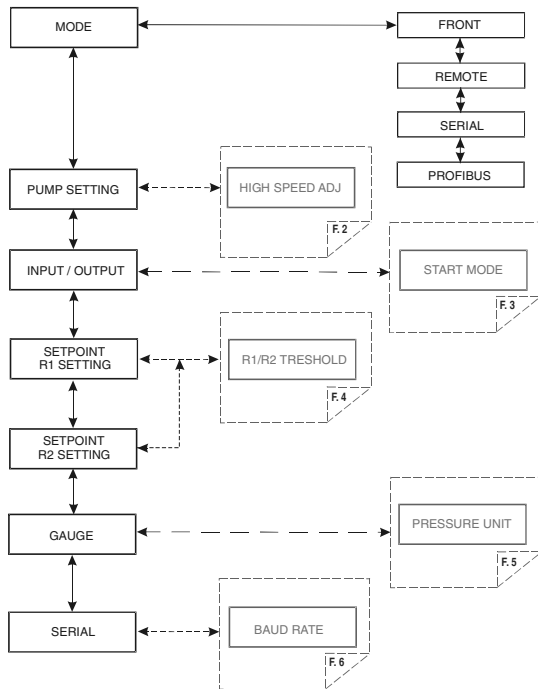 MODE
FRONT
REMOTE
SERIAL
PROFIBUS
PUMP SETTING
HIGH SPEED ADJ
F. 2
INPUT / OUTPUT
START MODE
F. 3
SETPOINT
R1 SETTING
R1/R2 TRESHOLD
F. 4
SETPOINT
R2 SETTING
GAUGE
PRESSURE UNIT
F. 5
SERIAL
BAUD RATE
F. 6